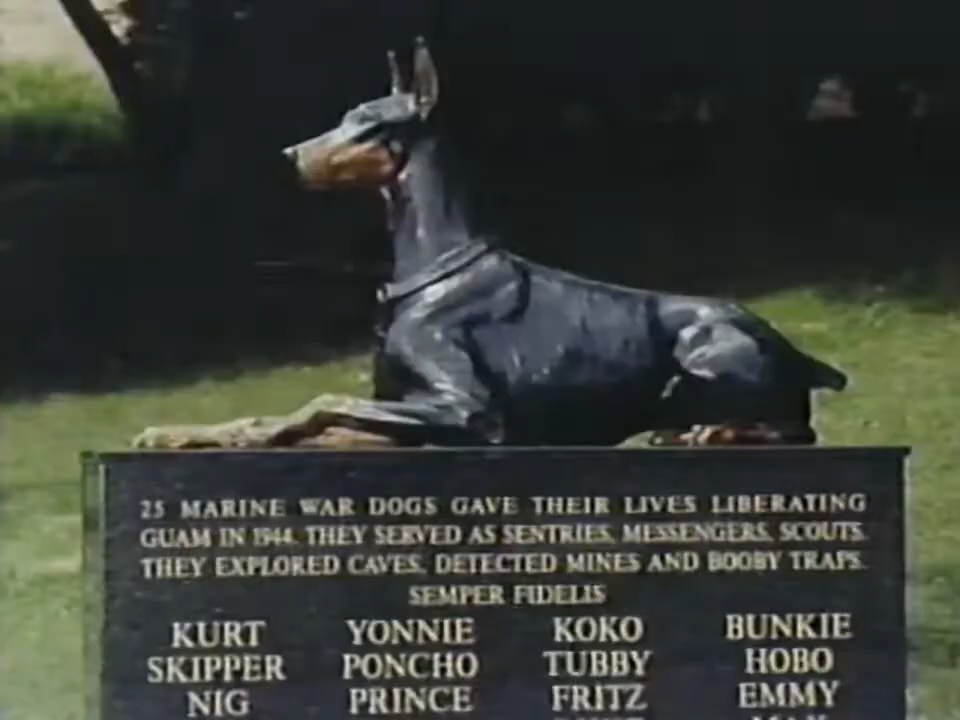 25 MARINE WAR DOGS GAVE THEIR LIVES LIBERATING
GUAM IN 1944. THEY SERVED AS SENTRIES, MESSENGERS, SCOUTS.
THEY EXPLORED CAVES, DETECTED MINES AND BOOBY TRAPS.
SEMPER FIDELIS
KURT YONNIE KOKO BUNKIE
SKIPPER PONCHO TUBBY HOBO
NIG PRINCE FRITZ EMMY